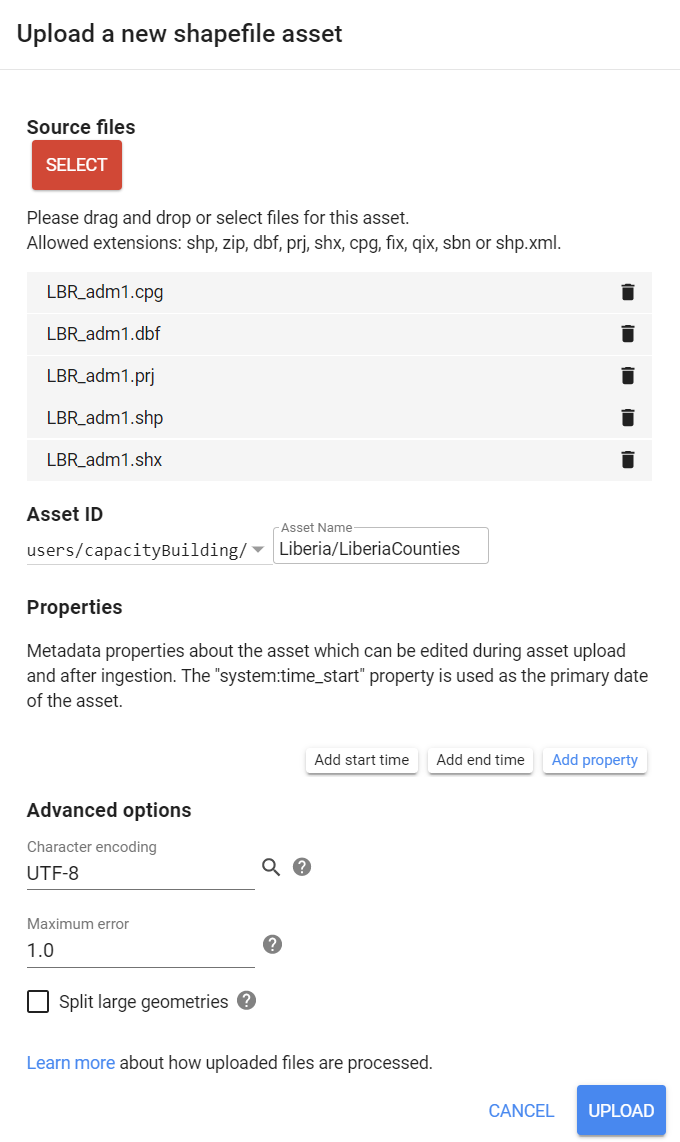 Upload a new shapefile asset
Source files
SELECT
Please drag and drop or select files for this asset.
Allowed extensions: shp, zip, dbf, prj, shx, cpg, fix, qix, sbn or shp.xml.
LBR_adm1.cpg
LBR_adm1.dbf
LBR_adm1.prj
LBR_adm1.shp
LBR_adm1.shx
Asset ID
Asset Name
users/capacityBuilding/ Liberia/LiberiaCounties
Properties
Metadata properties about the asset which can be edited during asset upload
and after ingestion. The "system:time_start" property is used as the primary date
of the asset.
Add start time Add end time Add property
Advanced options
Character encoding
UTF-8
Maximum error
1.0
Split large geometries
Learn more about how uploaded files are processed.
CANCEL UPLOAD